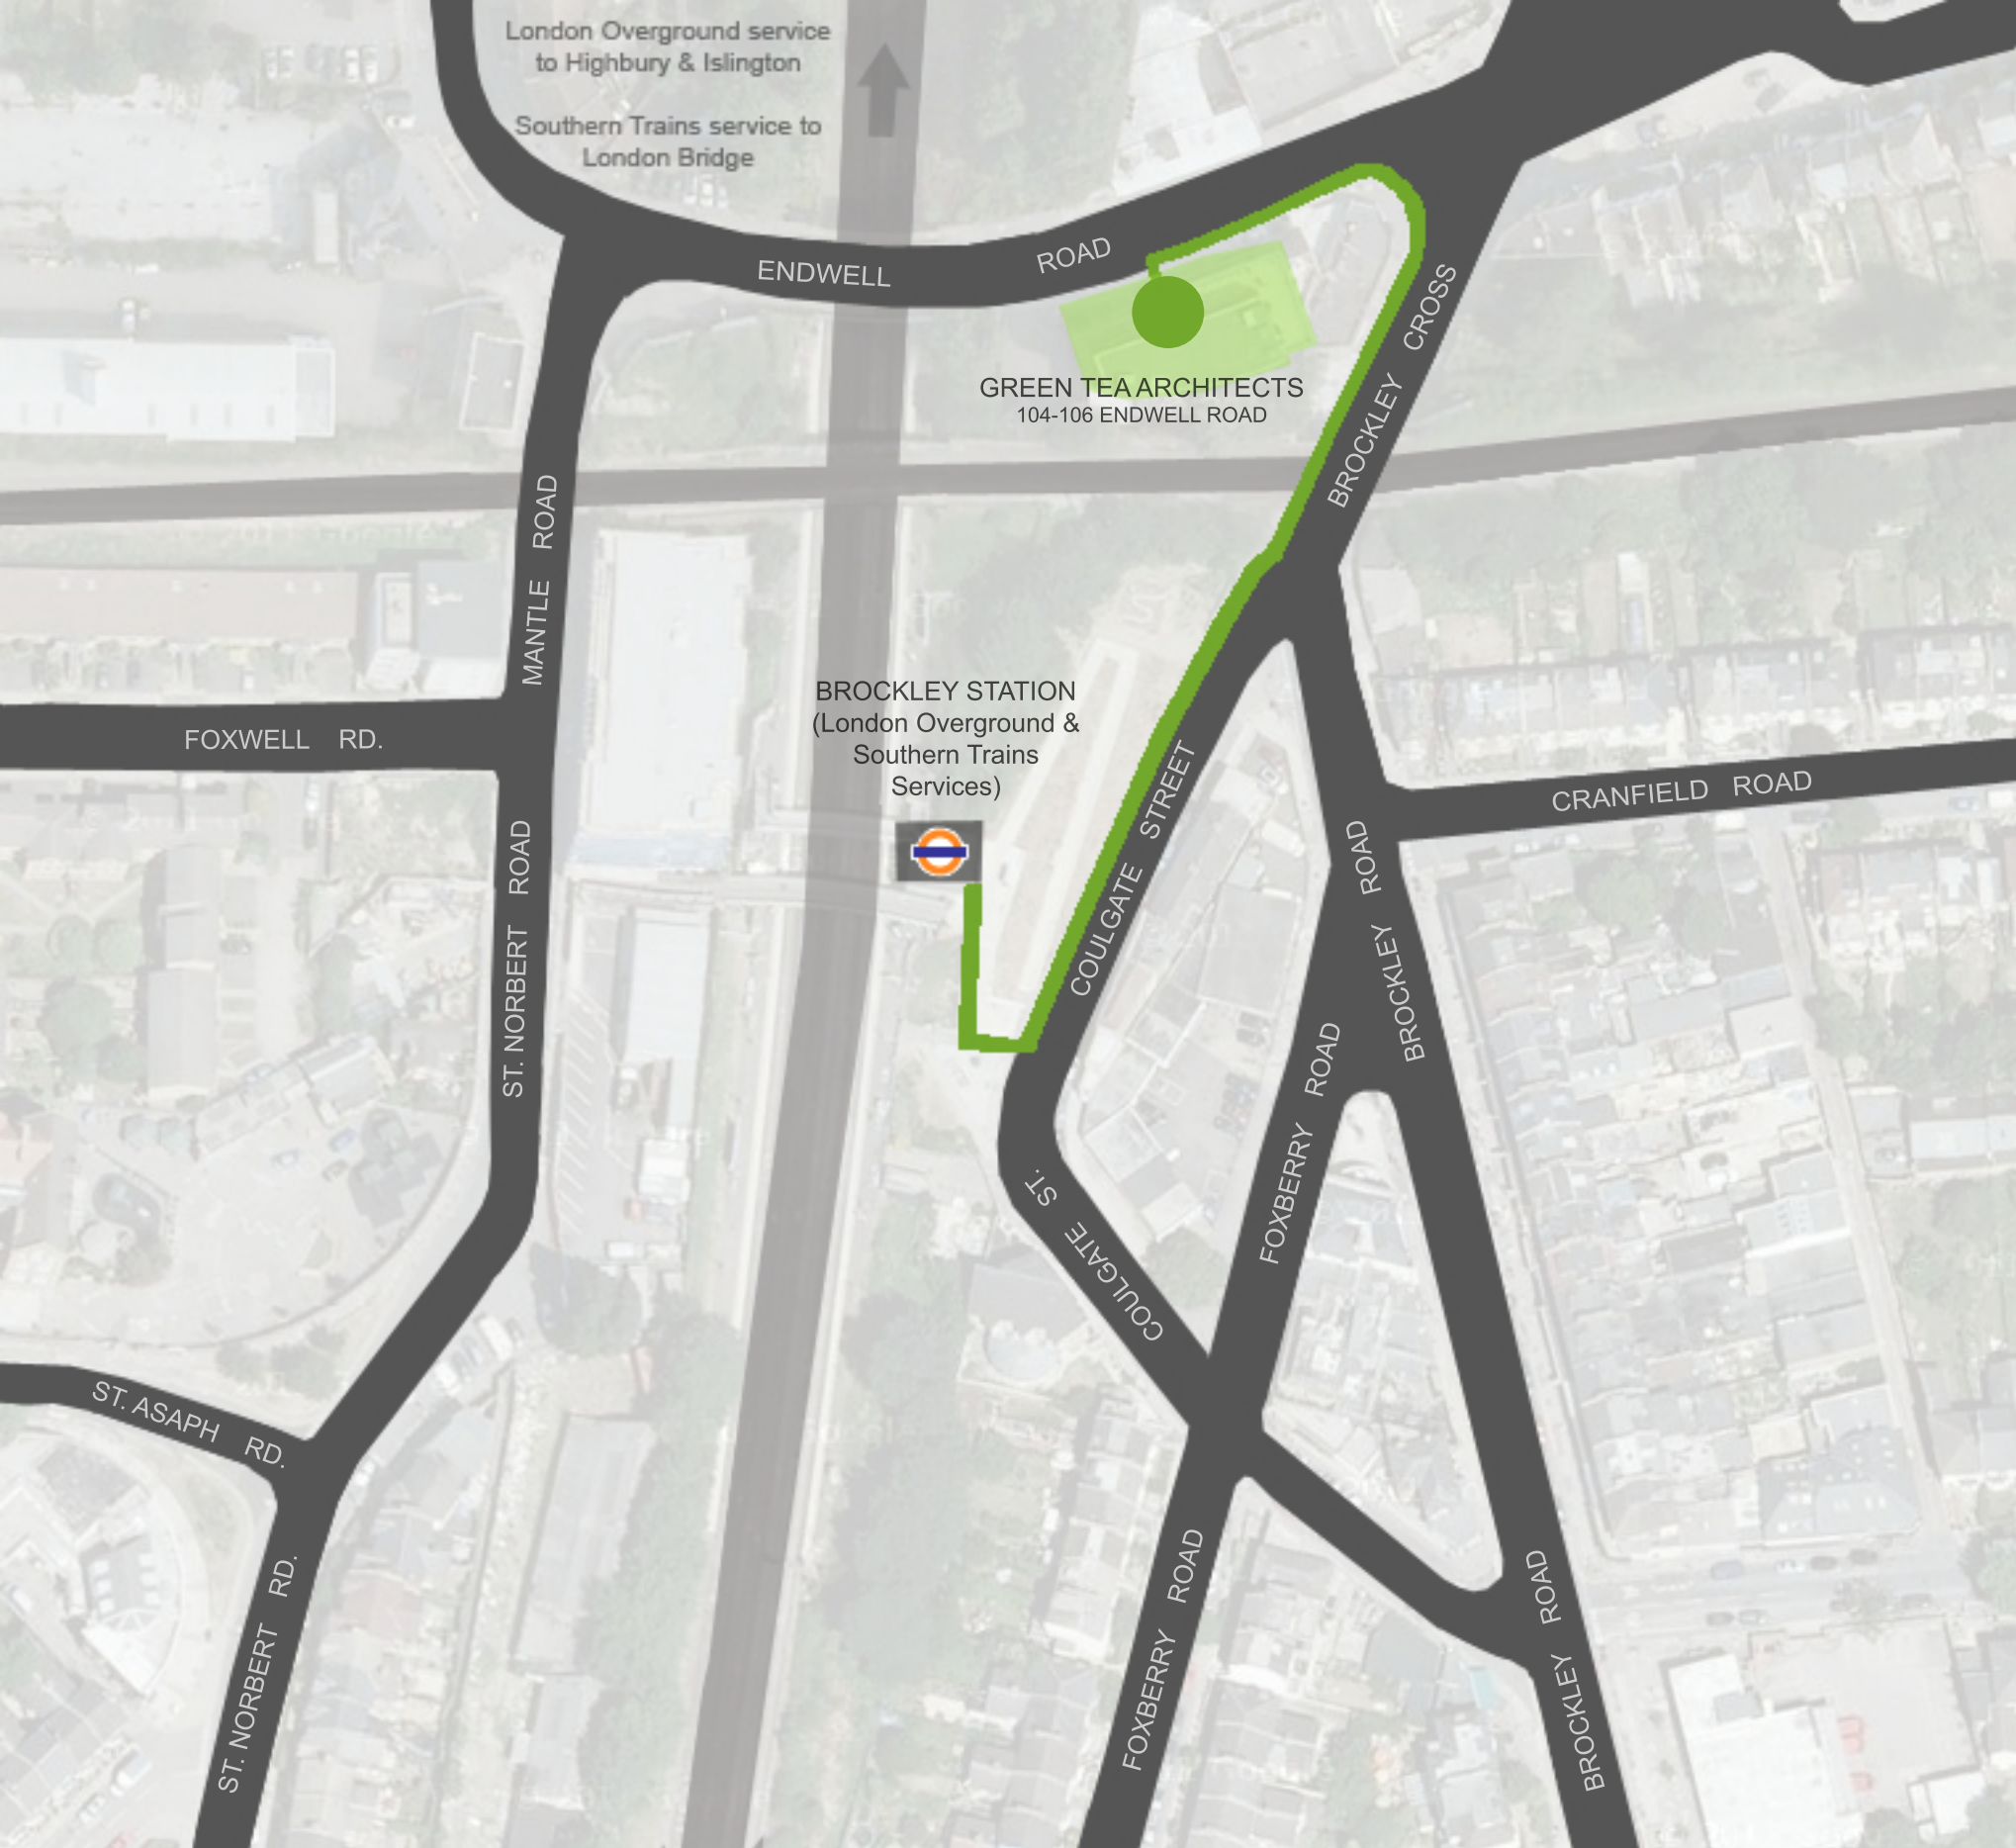 London Overground service
to Highbury & Islington
Southern Trains service to
London Bridge
ENDWELL ROAD
BROCKLEY CROSS
GREEN TEA ARCHITECTS
104-106 ENDWELL ROAD
MANTLE ROAD
BROCKLEY STATION
(London Overground &
Southern Trains
Services)
FOXWELL RD.
COULGATE STREET
CRANFIELD ROAD
BROCKLEY ROAD
ST. NORBERT ROAD
BROCKLEY ROAD
FOXBERRY ROAD
COULGATE ST.
ST. ASAPH RD.
ST. NORBERT RD.
FOXBERRY ROAD
BROCKLEY ROAD